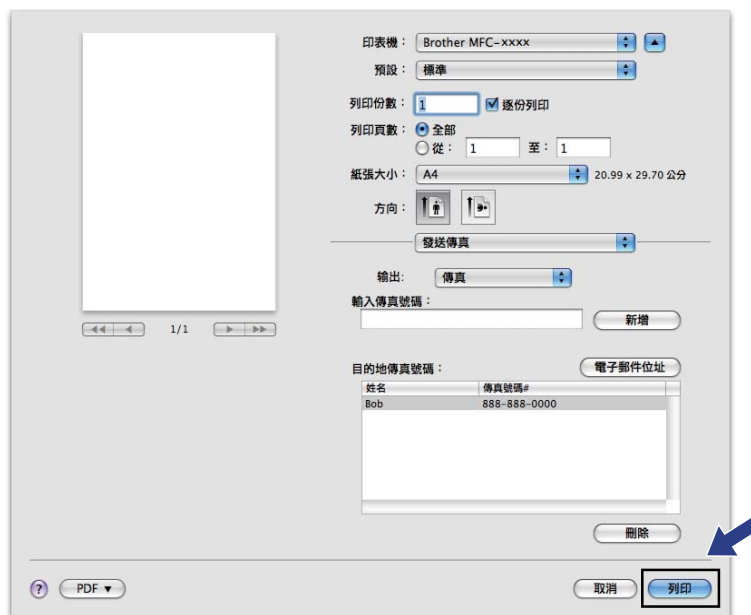 印表機： Brother MFC-xxxx
預設： 標準
列印份數： 1 逐份列印
列印頁數： 全部
從： 1 至： 1
紙張大小： A4 20.99 x 29.70 公分
方向：
發送傳真
输出: 傳真
輸入傳真號碼：
新增
1/1
目的地傳真號碼： 電子郵件位址
姓名 傳真號碼#
Bob 888-888-0000
刪除
? PDF ▼ 取消 列印